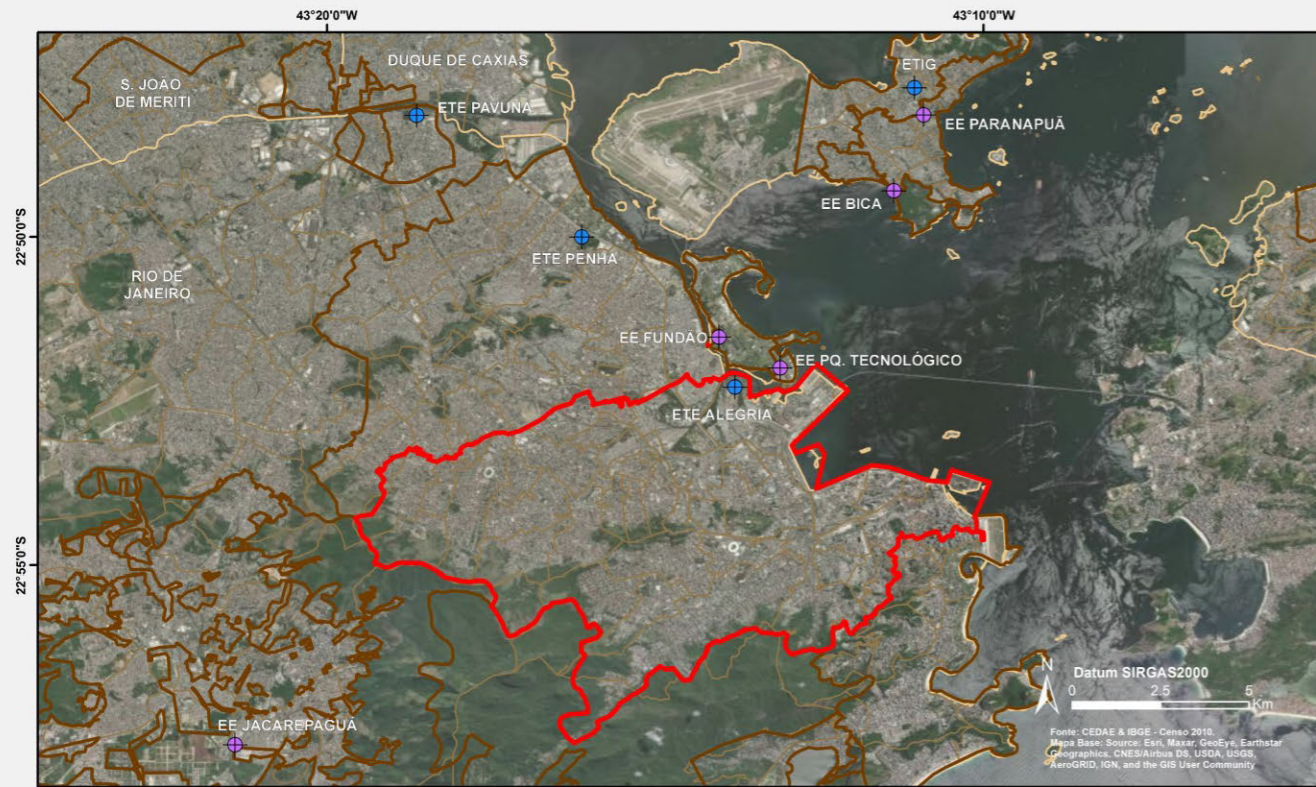 43°20'0"W
43°10'0"W
22°50'0"S
22°55'0"S
DUQUE DE CAXIAS
S. JOÃO
DE MERITI
ETE PAVUNA
ETIG
EE PARANAPUÃ
EE BICA
ETE PENHA
RIO DE
JANEIRO
EE FUNDÃO
EE PQ. TECNOLÓGICO
ETE ALEGRIA
EE JACAREPAGUÁ
N
Datum SIRGAS2000
0 2.5 5
Km
Fonte: CEDAE & IBGE - Censo 2010.
Mapa Base: Source: Esri, Maxar, GeoEye, Earthstar
Geographics, CNES/Airbus DS, USDA, USGS,
AeroGRID, IGN, and the GIS User Community